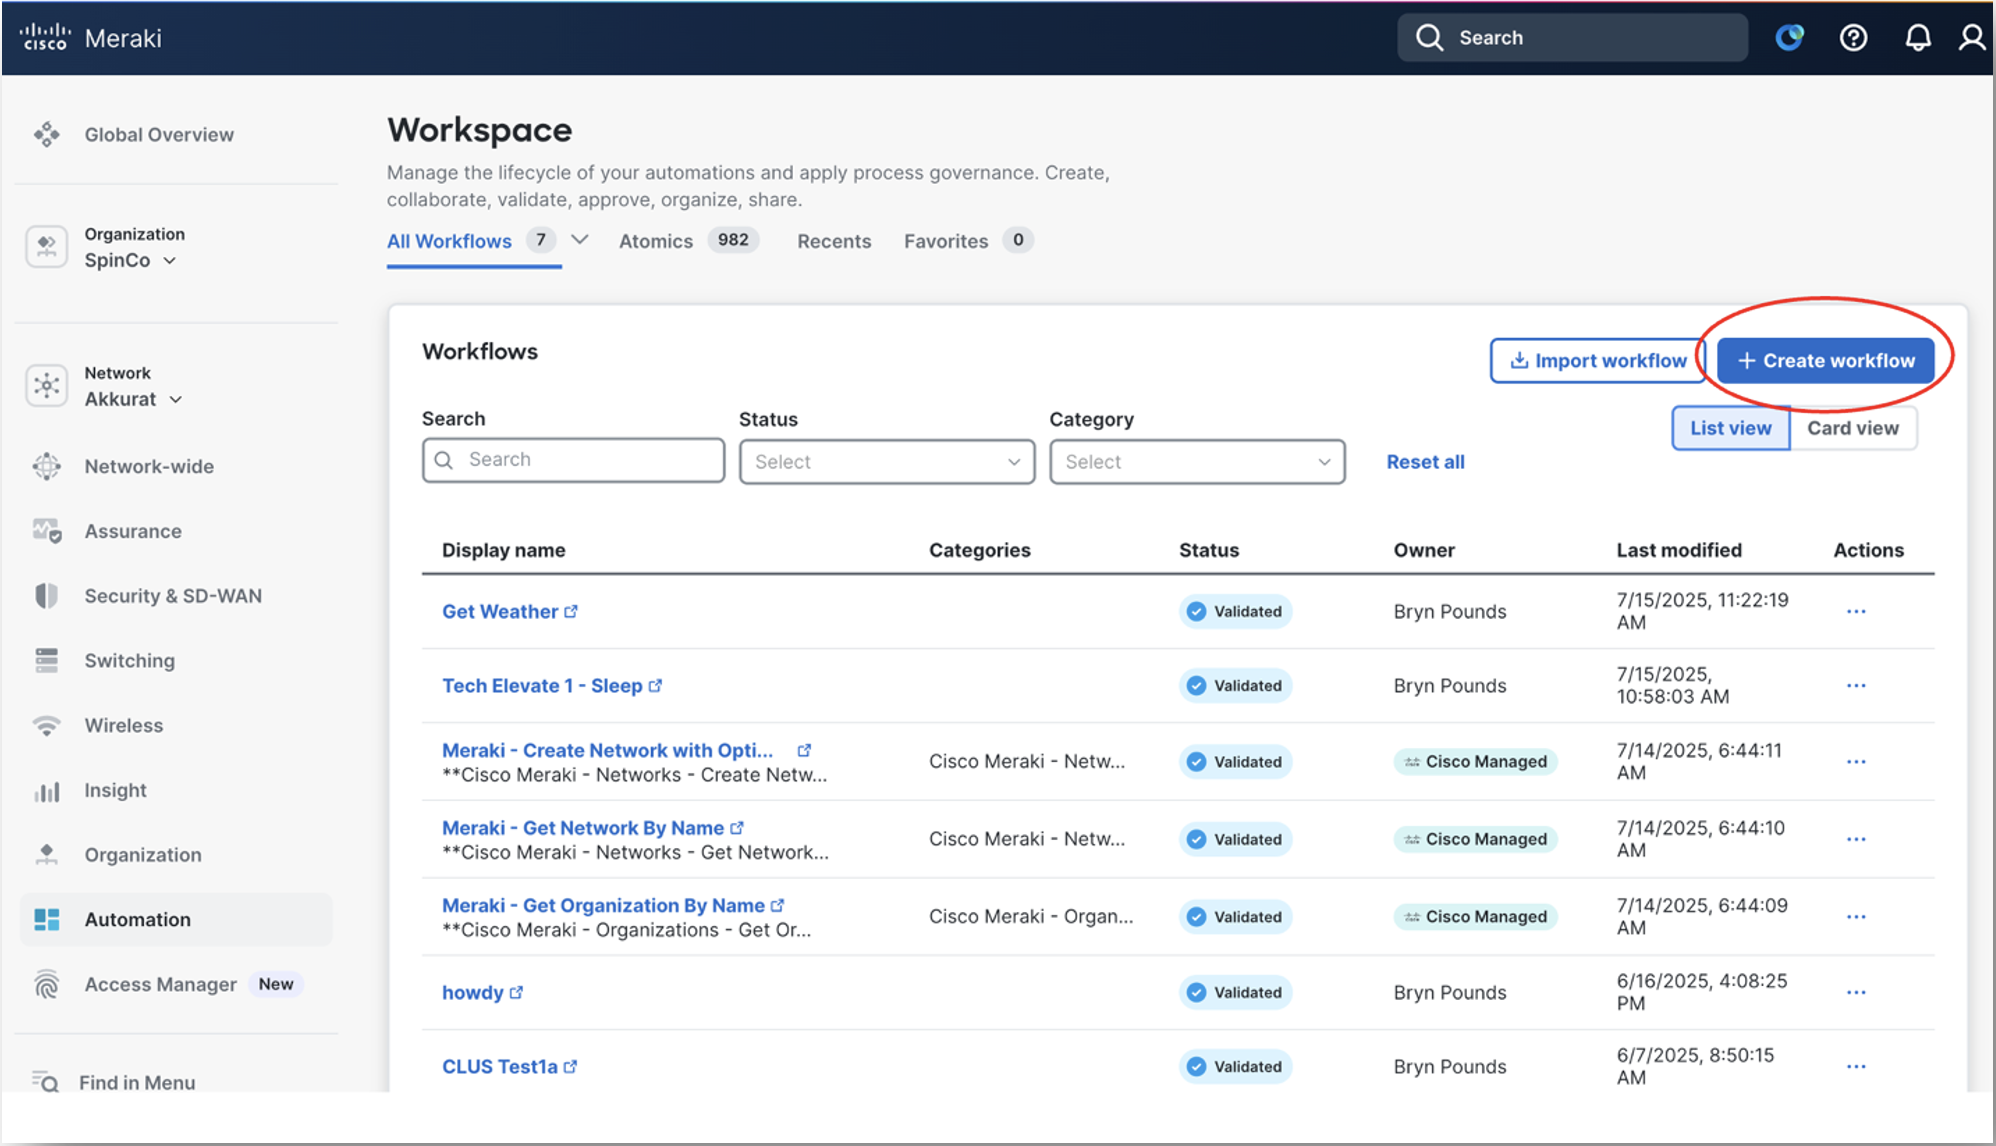 cisco Meraki
Search
Global Overview
Organization
SpinCo
Network
Akkurat
Network-wide
Assurance
Security & SD-WAN
Switching
Wireless
Insight
Organization
Automation
Access Manager New
Find in Menu
Workspace
Manage the lifecycle of your automations and apply process governance. Create,
collaborate, validate, approve, organize, share.
All Workflows 7 Atomics 982 Recents Favorites 0
Workflows
Import workflow + Create workflow
Search Status Category
Search Select Select Reset all
List view Card view
Display name Categories Status Owner Last modified Actions
Get Weather Validated Bryn Pounds 7/15/2025, 11:22:19
AM
Tech Elevate 1 - Sleep Validated Bryn Pounds 7/15/2025,
10:58:03 AM
Meraki - Create Network with Opti... Cisco Meraki - Netw... Validated Cisco Managed 7/14/2025, 6:44:11
**Cisco Meraki - Networks - Create Netw... AM
Meraki - Get Network By Name Cisco Meraki - Netw... Validated Cisco Managed 7/14/2025, 6:44:10
**Cisco Meraki - Networks - Get Network... AM
Meraki - Get Organization By Name Cisco Meraki - Organ... Validated Cisco Managed 7/14/2025, 6:44:09
**Cisco Meraki - Organizations - Get Or... AM
howdy Validated Bryn Pounds 6/16/2025, 4:08:25
PM
CLUS Test1a Validated Bryn Pounds 6/7/2025, 8:50:15
AM